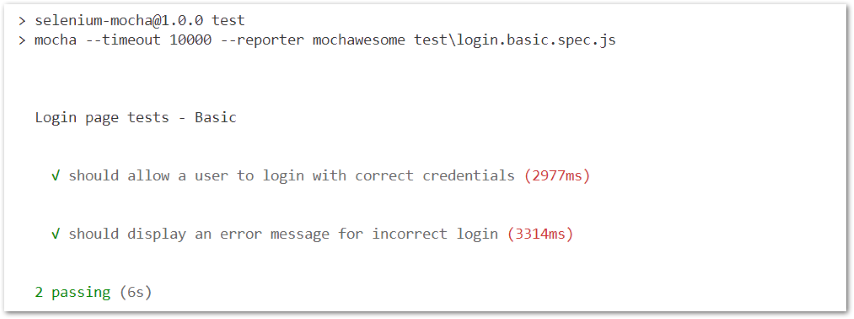 > selenium-mocha@1.0.0 test
> mocha --timeout 10000 --reporter mochawesome test\login.basic.spec.js
Login page tests - Basic
√ should allow a user to login with correct credentials (2977ms)
√ should display an error message for incorrect login (3314ms)
2 passing (6s)